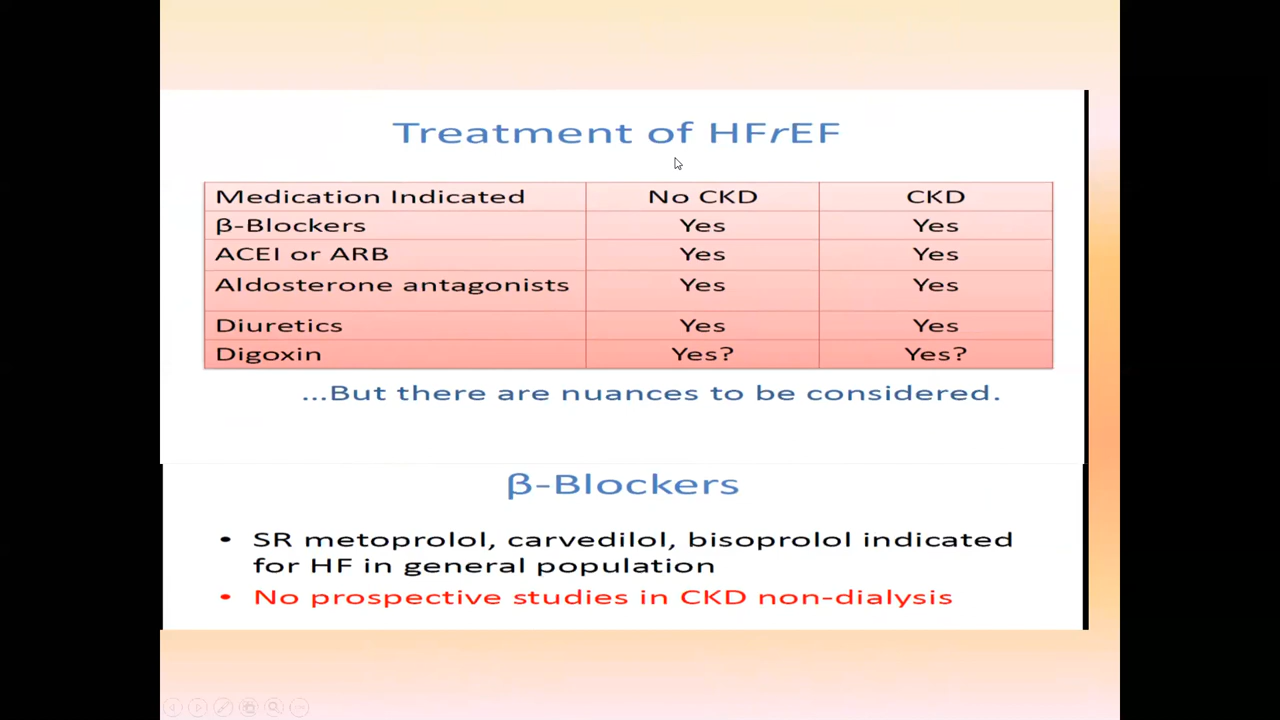 Treatment of HFrEF
Medication Indicated No CKD CKD
β-Blockers Yes Yes
ACEI or ARB Yes Yes
Aldosterone antagonists Yes Yes
Diuretics Yes Yes
Digoxin Yes? Yes?
...But there are nuances to be considered.
β-Blockers
• SR metoprolol, carvedilol, bisoprolol indicated
for HF in general population
• No prospective studies in CKD non-dialysis